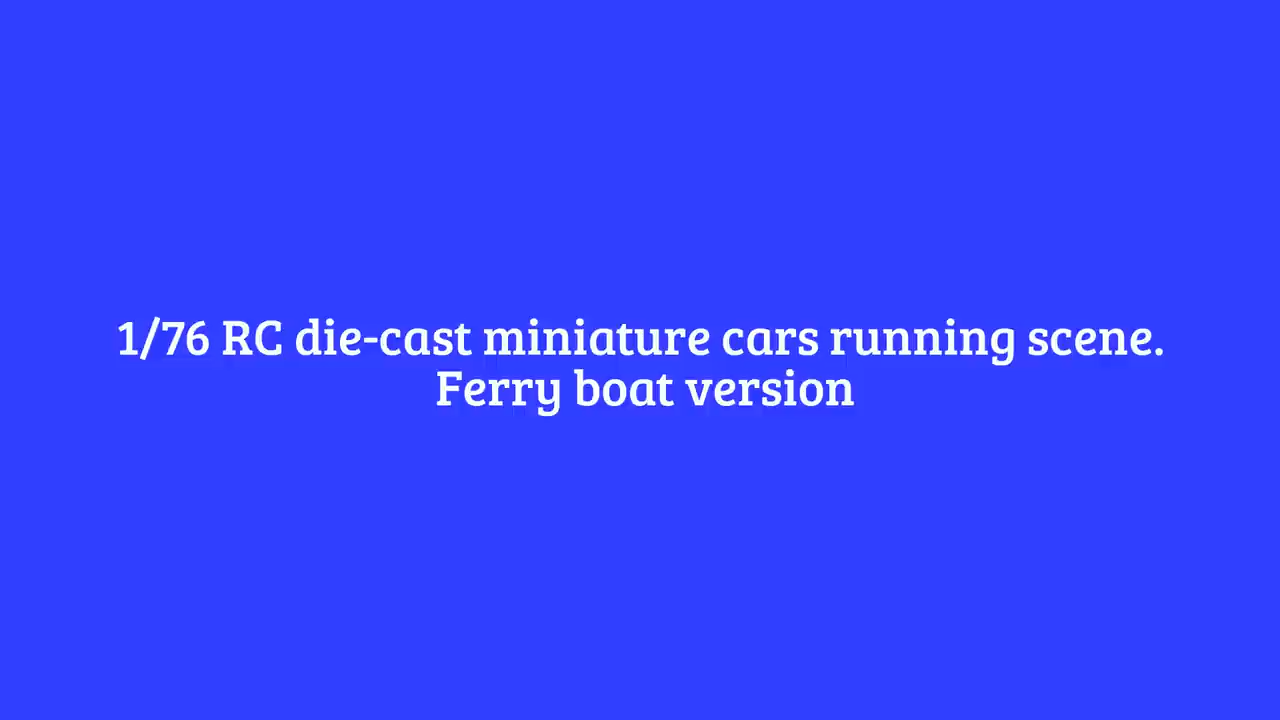 1/76 RC die-cast miniature cars running scene.
Ferry boat version